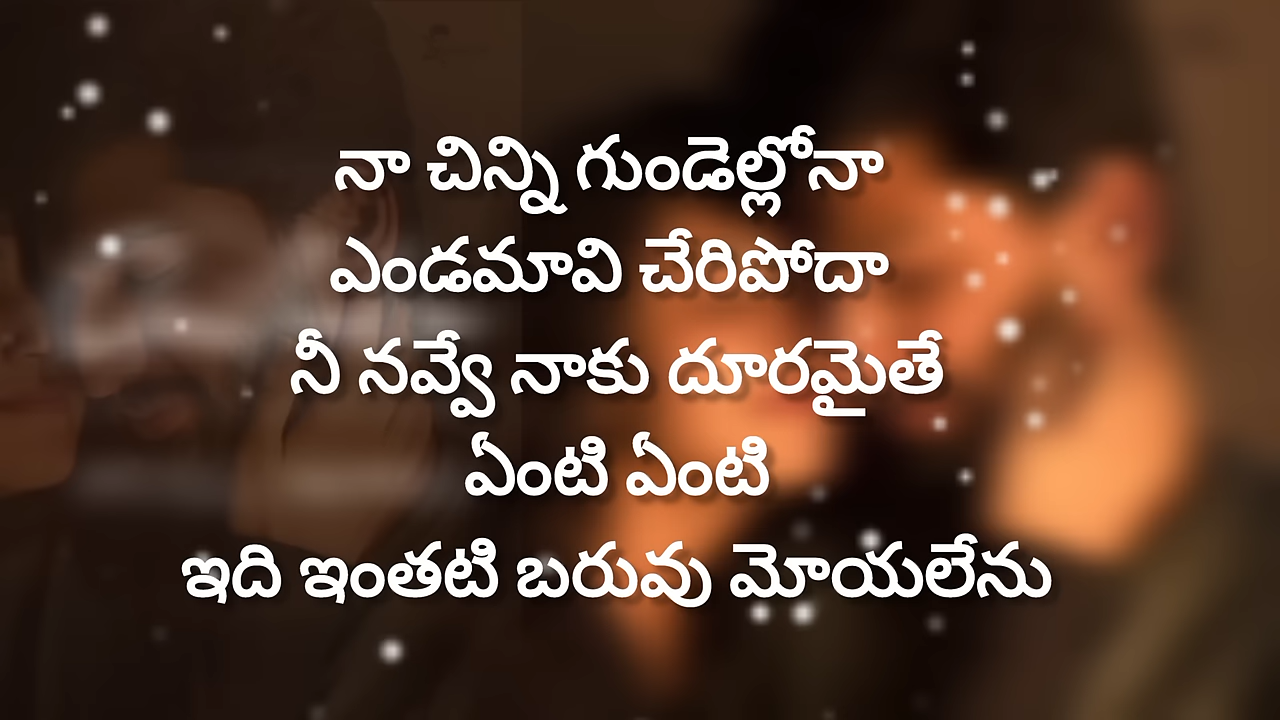 నా చిన్ని గుండెల్లోనా
ఎండమావి చేరిపోదా
నీ నవ్వే నాకు దూరమైతే
ఏంటి ఏంటి
ఇది ఇంతటి బరువు మోయలేను